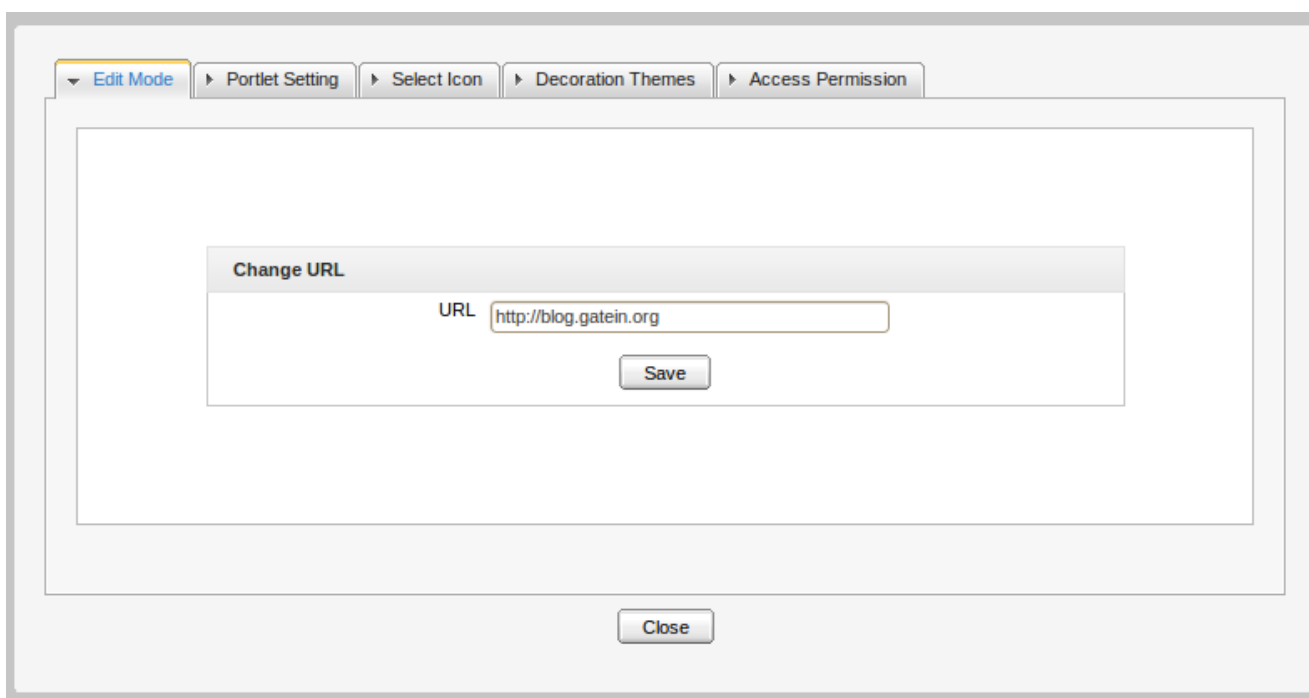 Edit Mode Portlet Setting Select Icon Decoration Themes Access Permission
Change URL
URL http://blog.gatein.org
Save
Close